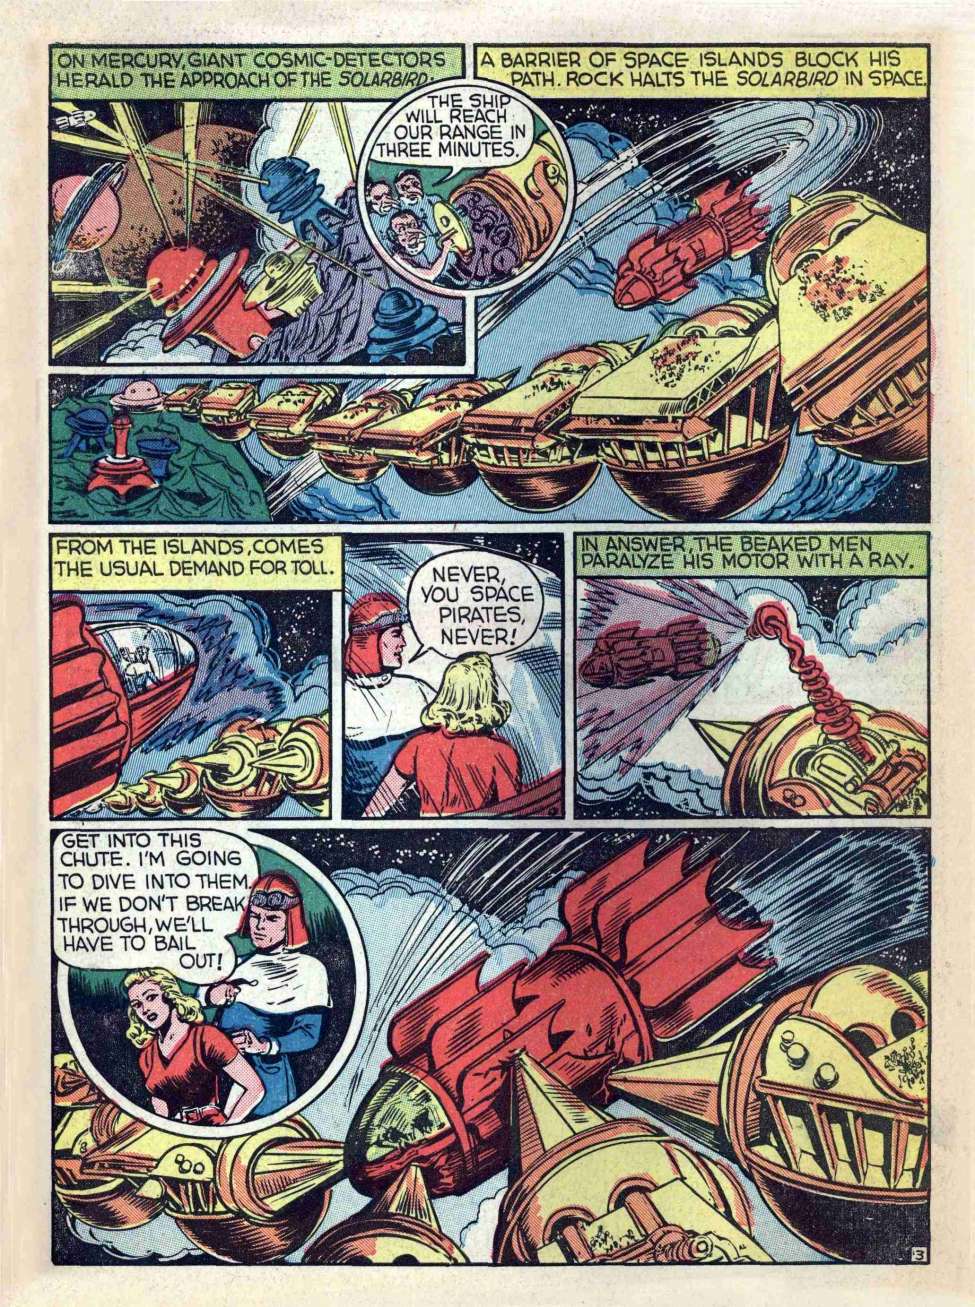 ON MERCURY, GIANT COSMIC-DETECTORS
HERALD THE APPROACH OF THE SOLARBIRD:
THE SHIP
WILL REACH
OUR RANGE IN
THREE MINUTES.
A BARRIER OF SPACE ISLANDS BLOCK HIS
PATH. ROCK HALTS THE SOLARBIRD IN SPACE.
FROM THE ISLANDS, COMES
THE USUAL DEMAND FOR TOLL.
NEVER,
YOU SPACE
PIRATES,
NEVER!
IN ANSWER, THE BEAKED MEN
PARALYZE HIS MOTOR WITH A RAY.
GET INTO THIS
CHUTE. I'M GOING
TO DIVE INTO THEM.
IF WE DON'T BREAK
THROUGH, WE'LL
HAVE TO BAIL
OUT!
3